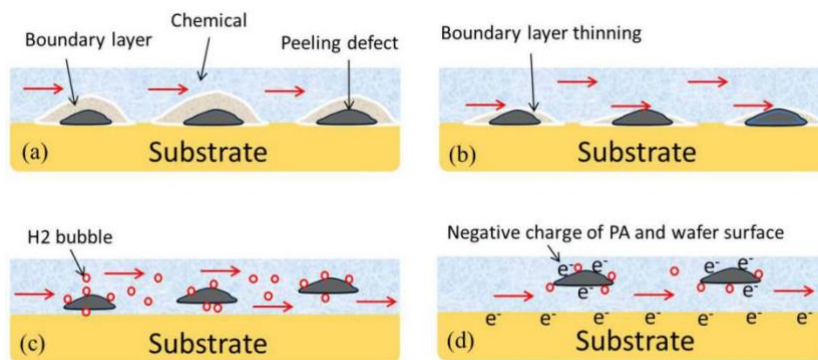 Boundary layer
Chemical
Peeling defect
(a)
Substrate
Boundary layer thinning
(b)
Substrate
H2 bubble
(c)
Substrate
Negative charge of PA and wafer surface
e- e- e- e-
e- e- e- e-
e- e- e- e- e- e- e-
(d)
Substrate